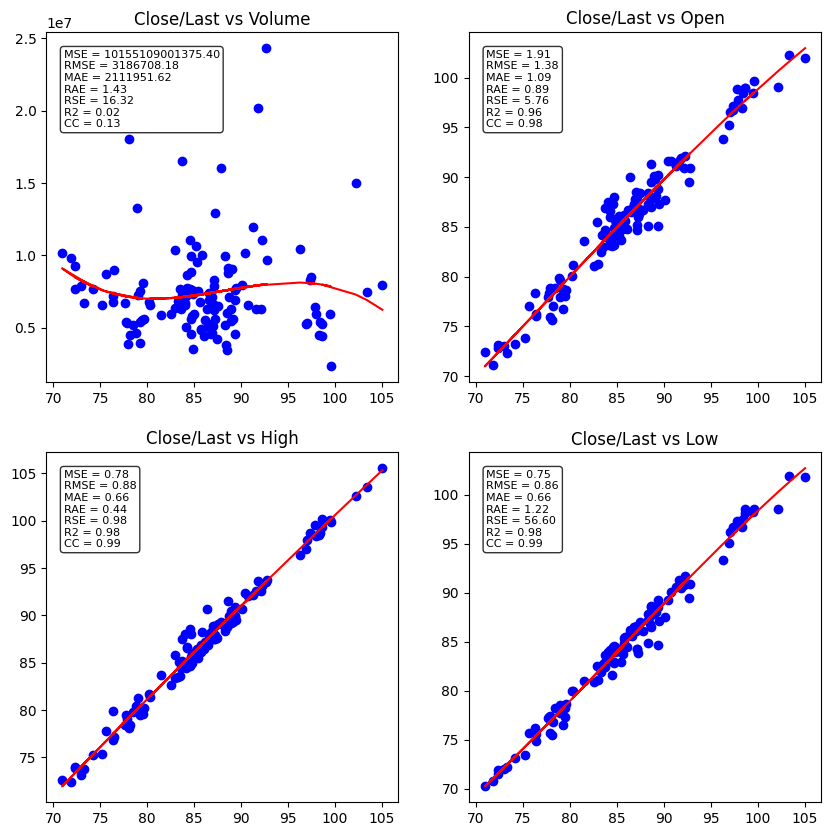 Close/Last vs Volume
1e7
MSE = 10155109001375.40
RMSE = 3186708.18
MAE = 2111951.62
RAE = 1.43
RSE = 16.32
R2 = 0.02
CC = 0.13
2.5
2.0
1.5
1.0
0.5
70 75 80 85 90 95 100 105
Close/Last vs Open
MSE = 1.91
RMSE = 1.38
MAE = 1.09
RAE = 0.89
RSE = 5.76
R2 = 0.96
CC = 0.98
100
95
90
85
80
75
70
70 75 80 85 90 95 100 105
Close/Last vs High
MSE = 0.78
RMSE = 0.88
MAE = 0.66
RAE = 0.44
RSE = 0.98
R2 = 0.98
CC = 0.99
105
100
95
90
85
80
75
70 75 80 85 90 95 100 105
Close/Last vs Low
MSE = 0.75
RMSE = 0.86
MAE = 0.66
RAE = 1.22
RSE = 56.60
R2 = 0.98
CC = 0.99
100
95
90
85
80
75
70
70 75 80 85 90 95 100 105